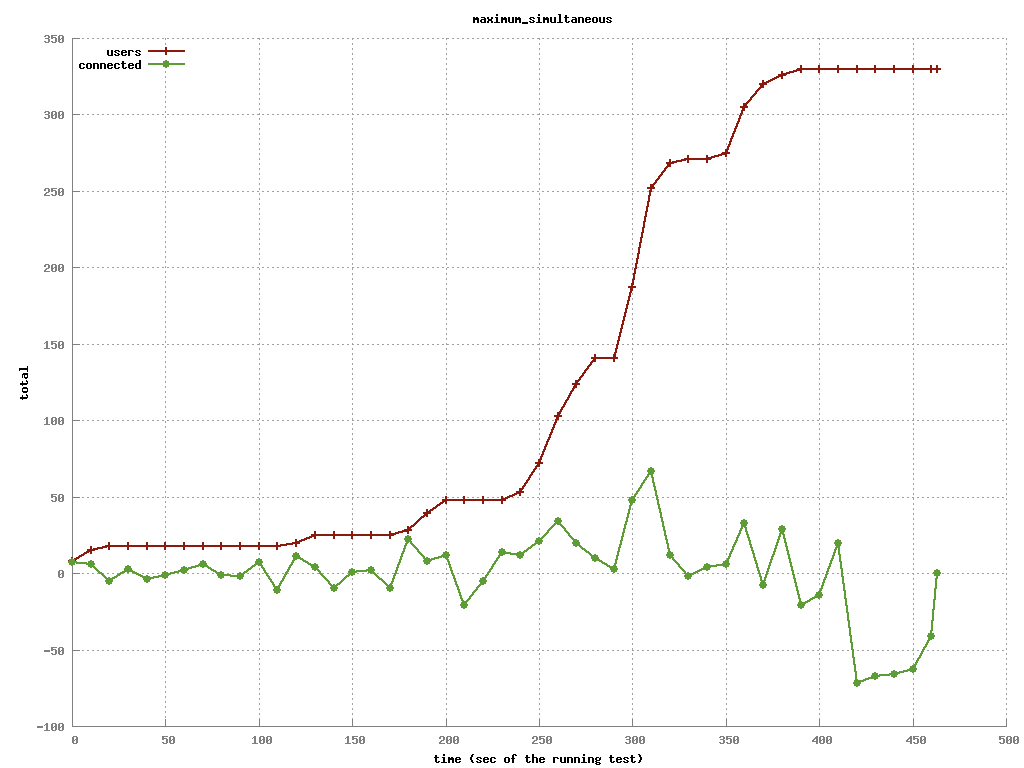 maximum_simultaneous
users
connected
350
300
250
200
150
100
50
0
-50
-100
total
0 50 100 150 200 250 300 350 400 450 500
time (sec of the running test)